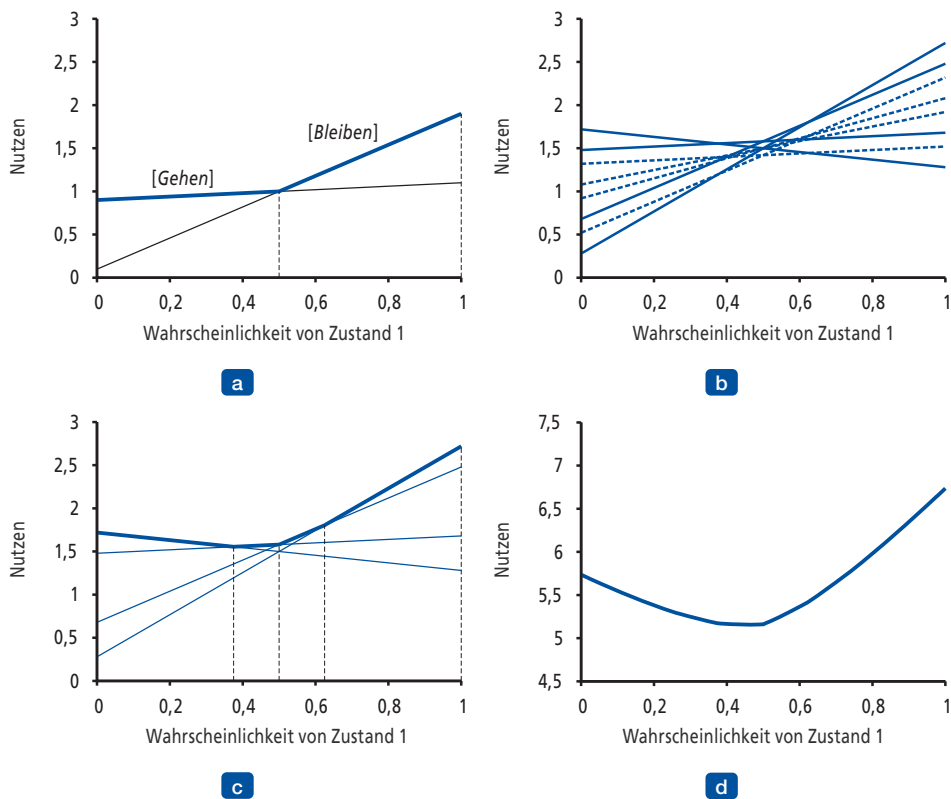 3
2,5
2
1,5
1
0,5
0
Nutzen
[Gehen]
[Bleiben]
0 0,2 0,4 0,6 0,8 1
Wahrscheinlichkeit von Zustand 1
a
3
2,5
2
1,5
1
0,5
0
Nutzen
0 0,2 0,4 0,6 0,8 1
Wahrscheinlichkeit von Zustand 1
b
3
2,5
2
1,5
1
0,5
0
Nutzen
0 0,2 0,4 0,6 0,8 1
Wahrscheinlichkeit von Zustand 1
c
7,5
7
6,5
6
5,5
5
4,5
Nutzen
0 0,2 0,4 0,6 0,8 1
Wahrscheinlichkeit von Zustand 1
d